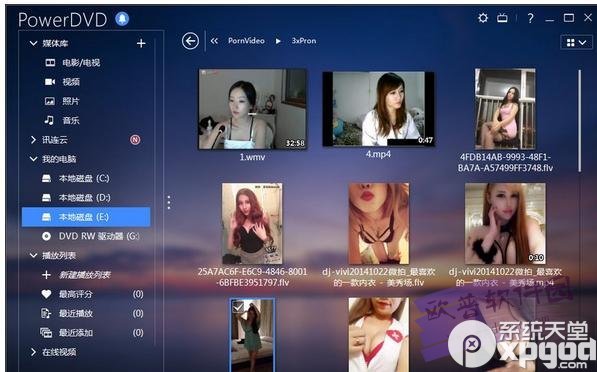 PowerDVD
媒体库
电影/电视
视频
照片
音乐
讯连云
N
我的电脑
本地磁盘 (C:)
本地磁盘 (D:)
本地磁盘 (E:)
DVD RW 驱动器 (G:)
播放列表
新建播放列表
最高评分 (0)
最近播放 (0)
最近添加 (0)
在线视频
PornVideo ▶ 3xPron
32:58
1.wmv
0:47
4.mp4
4FDB14AB-9993-48F1-
BA7A-A57499FF3748.flv
25A7AC6F-E6C9-4846-8001
-6BFBE3951797.flv
dj-vivi20141022微拍_最喜欢
的一款内衣 - 美秀场.flv
0:10
dj-vivi20141022微拍_最喜欢
的一款内衣 - 美秀场.mp4
欧普软件园
系统天堂
pxpgod.com